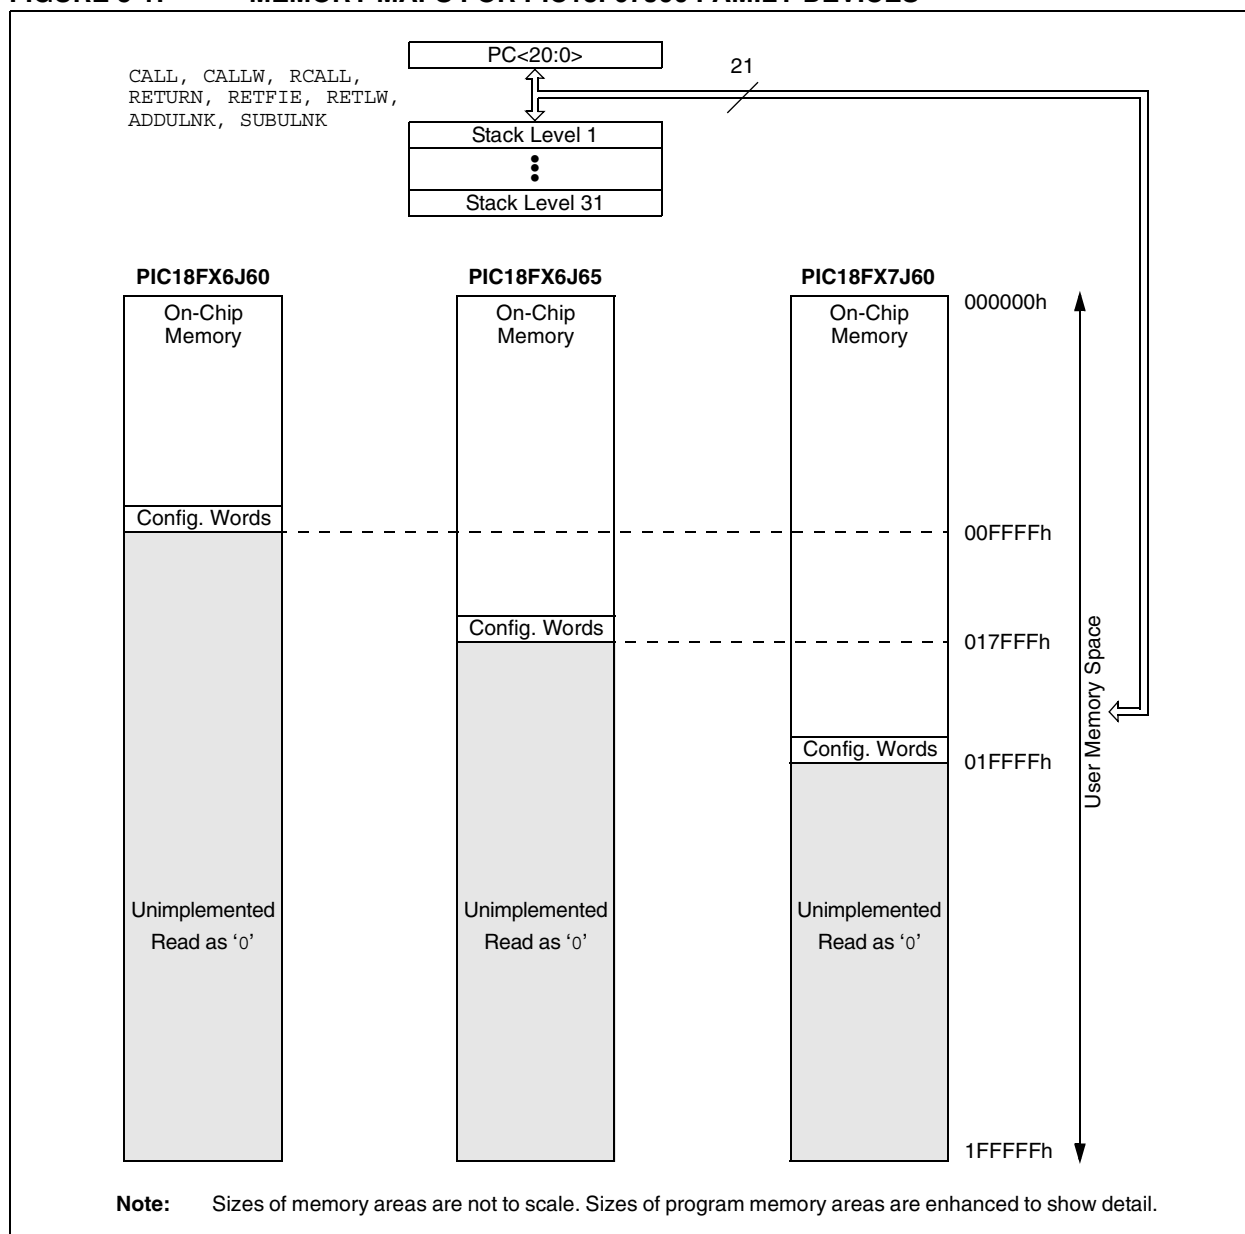 PC<20:0>
21
CALL, CALLW, RCALL,
RETURN, RETFIE, RETLW,
ADDULNK, SUBULNK
Stack Level 1
Stack Level 31
PIC18FX6J60
PIC18FX6J65
PIC18FX7J60
On-Chip
Memory
On-Chip
Memory
On-Chip
Memory
000000h
Config. Words
00FFFFh
Config. Words
017FFFh
Config. Words
01FFFFh
User Memory Space
Unimplemented
Read as ‘0’
Unimplemented
Read as ‘0’
Unimplemented
Read as ‘0’
1FFFFFh
Note: Sizes of memory areas are not to scale. Sizes of program memory areas are enhanced to show detail.